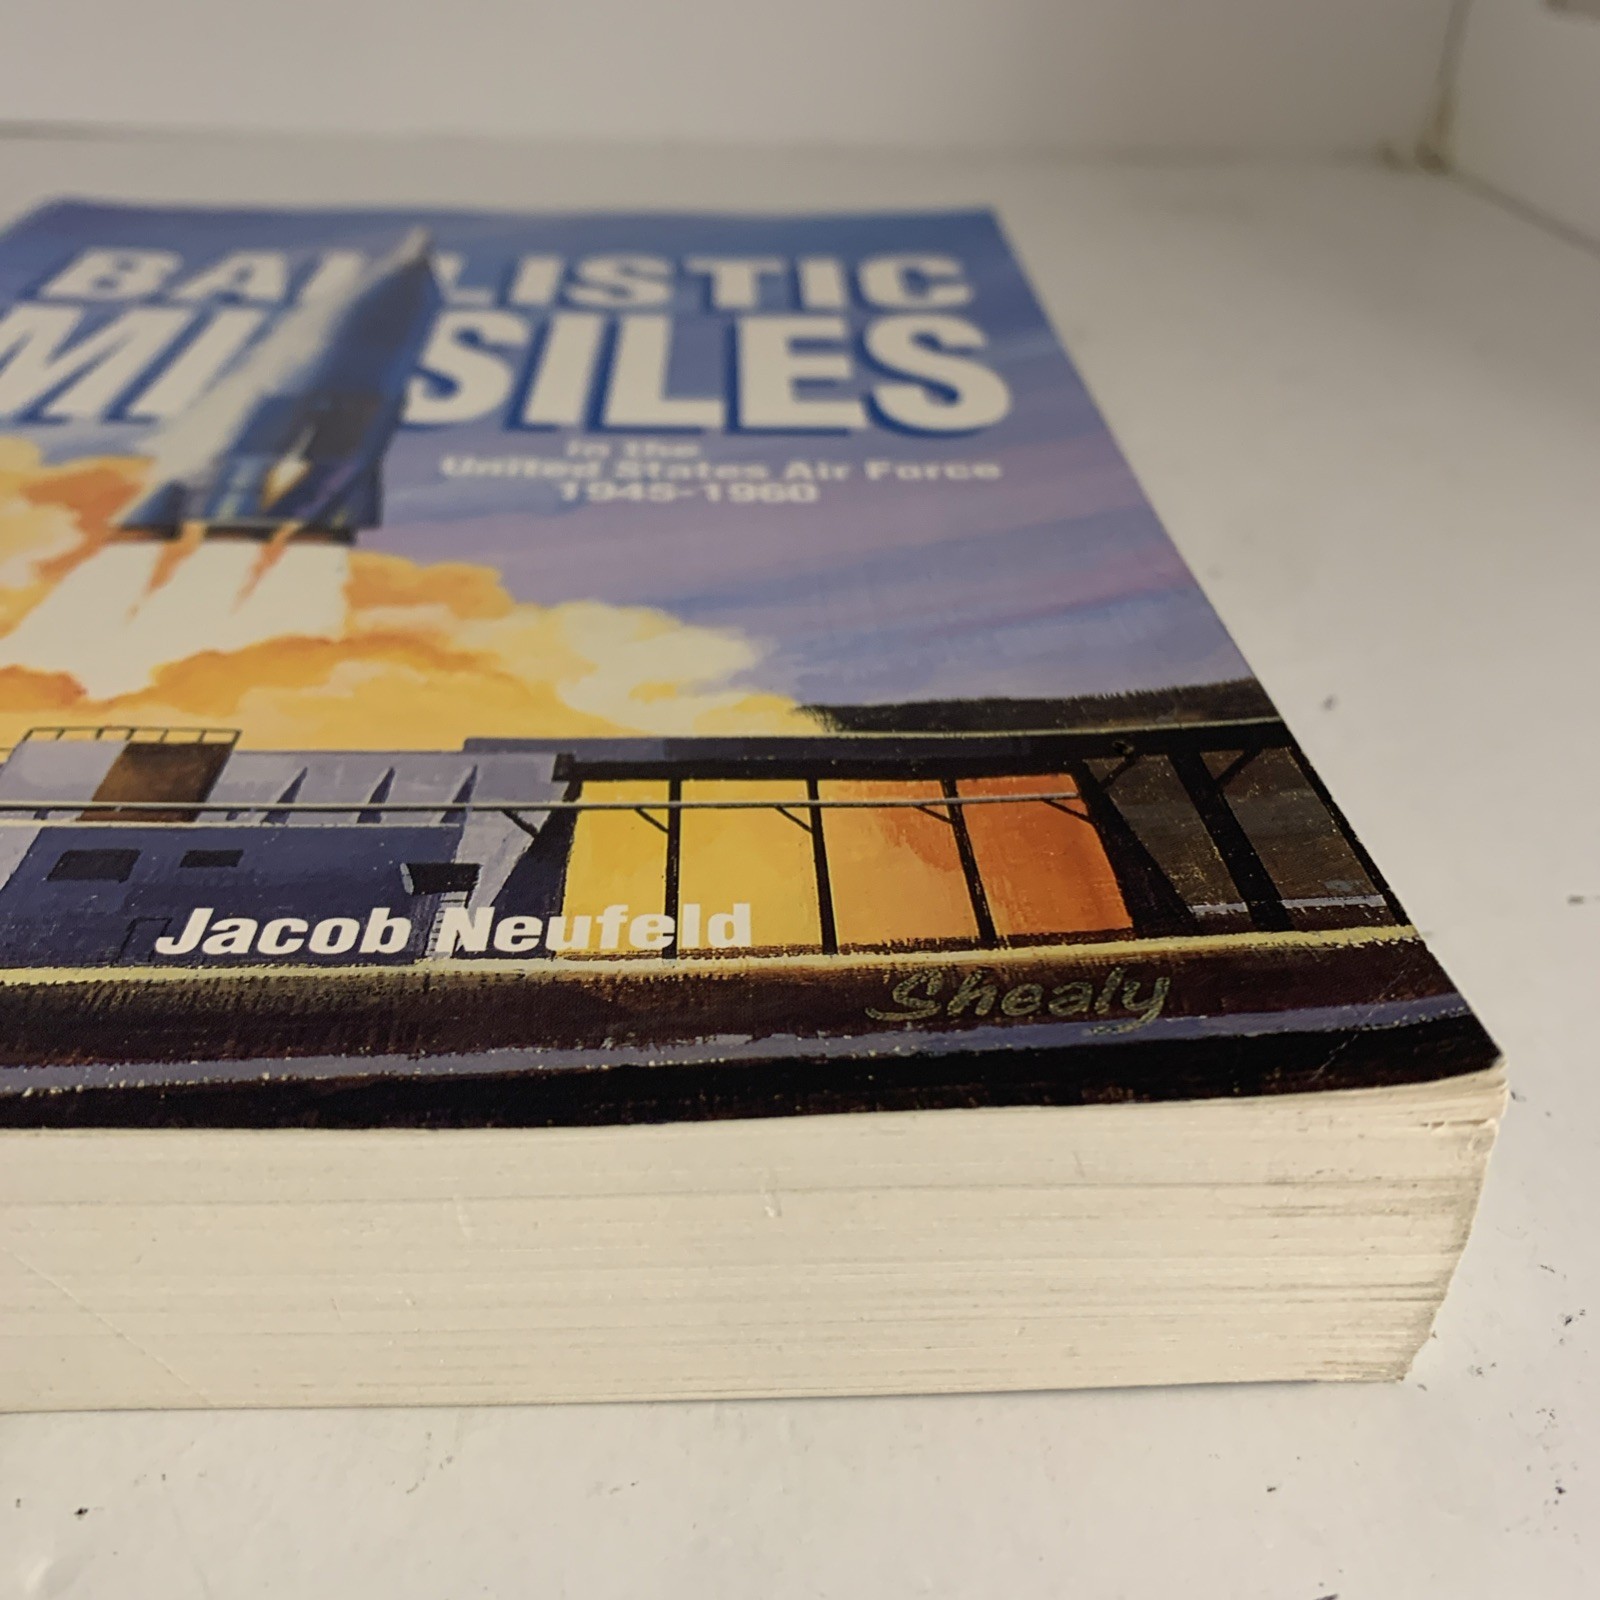 BALLISTIC
MISSILES
in the
United States Air Force
1945-1960
Jacob Neufeld
Shealy